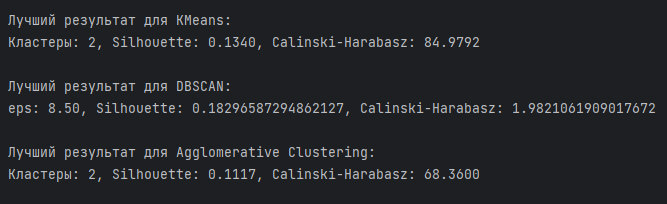 Лучший результат для KMeans:
Кластеры: 2, Silhouette: 0.1340, Calinski-Harabasz: 84.9792
Лучший результат для DBSCAN:
eps: 8.50, Silhouette: 0.18296587294862127, Calinski-Harabasz: 1.9821061909017672
Лучший результат для Agglomerative Clustering:
Кластеры: 2, Silhouette: 0.1117, Calinski-Harabasz: 68.3600